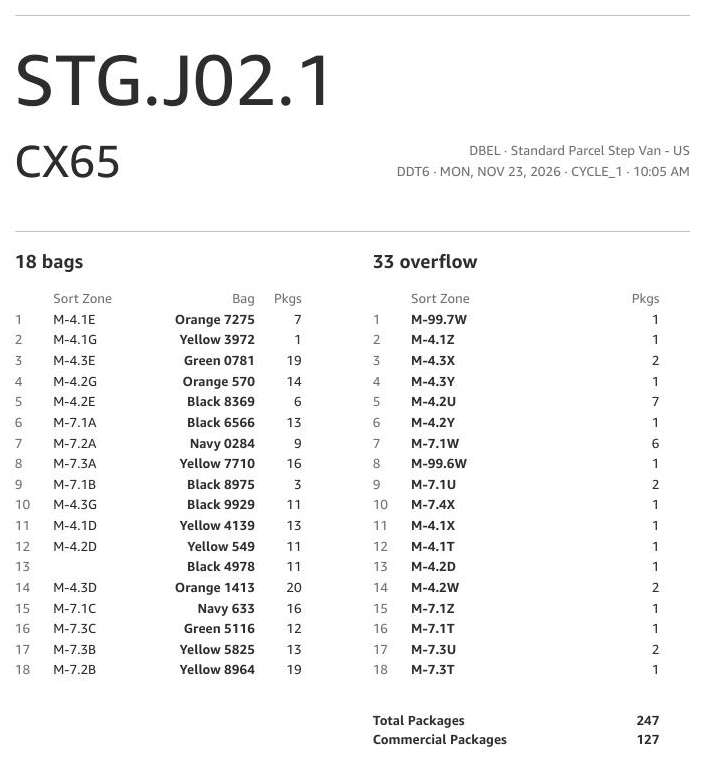 STG.J02.1
CX65
DBEL · Standard Parcel Step Van - US
DDT6 · MON, NOV 23, 2026 · CYCLE_1 · 10:05 AM
18 bags
Sort Zone Bag Pkgs
1 M-4.1E Orange 7275 7
2 M-4.1G Yellow 3972 1
3 M-4.3E Green 0781 19
4 M-4.2G Orange 570 14
5 M-4.2E Black 8369 6
6 M-7.1A Black 6566 13
7 M-7.2A Navy 0284 9
8 M-7.3A Yellow 7710 16
9 M-7.1B Black 8975 3
10 M-4.3G Black 9929 11
11 M-4.1D Yellow 4139 13
12 M-4.2D Yellow 549 11
13 Black 4978 11
14 M-4.3D Orange 1413 20
15 M-7.1C Navy 633 16
16 M-7.3C Green 5116 12
17 M-7.3B Yellow 5825 13
18 M-7.2B Yellow 8964 19
33 overflow
Sort Zone Pkgs
1 M-99.7W 1
2 M-4.1Z 1
3 M-4.3X 2
4 M-4.3Y 1
5 M-4.2U 7
6 M-4.2Y 1
7 M-7.1W 6
8 M-99.6W 1
9 M-7.1U 2
10 M-7.4X 1
11 M-4.1X 1
12 M-4.1T 1
13 M-4.2D 1
14 M-4.2W 2
15 M-7.1Z 1
16 M-7.1T 1
17 M-7.3U 2
18 M-7.3T 1
Total Packages 247
Commercial Packages 127